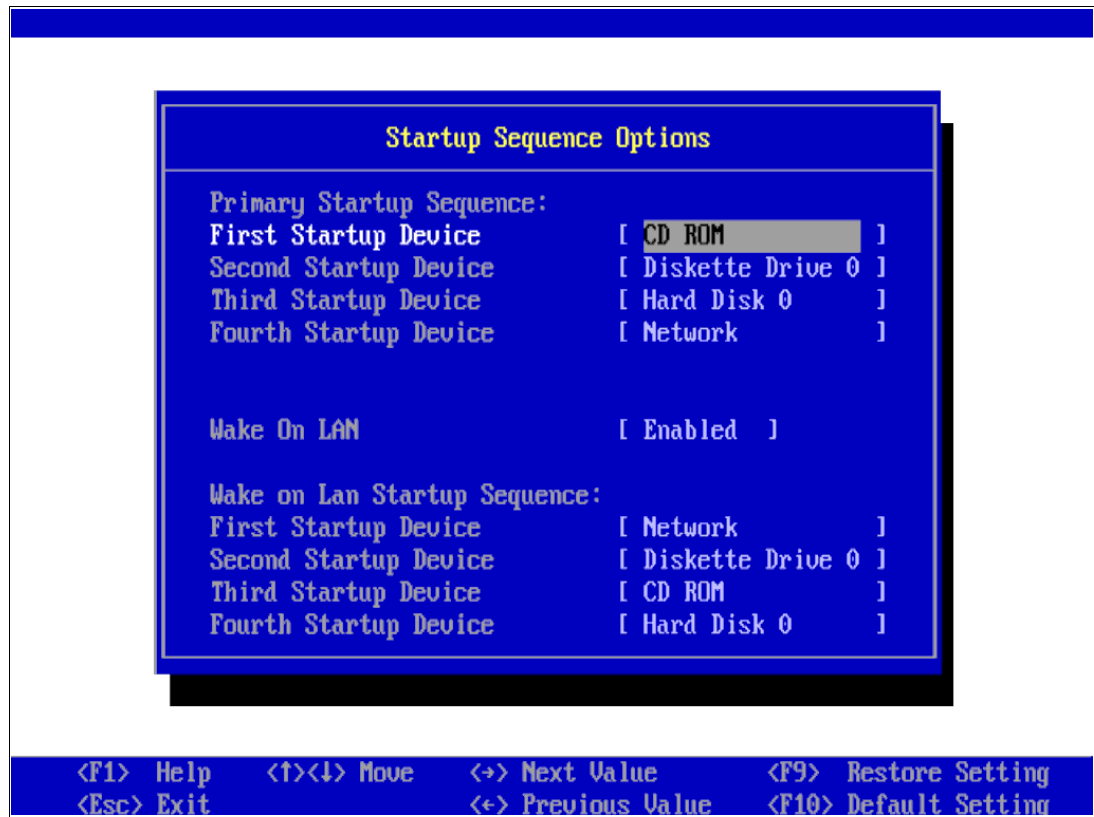 Startup Sequence Options
Primary Startup Sequence:
First Startup Device [ CD ROM ]
Second Startup Device [ Diskette Drive 0 ]
Third Startup Device [ Hard Disk 0 ]
Fourth Startup Device [ Network ]
Wake On LAN [ Enabled ]
Wake on Lan Startup Sequence:
First Startup Device [ Network ]
Second Startup Device [ Diskette Drive 0 ]
Third Startup Device [ CD ROM ]
Fourth Startup Device [ Hard Disk 0 ]
<F1> Help <↑><↓> Move <→> Next Value <F9> Restore Setting
<Esc> Exit <←> Previous Value <F10> Default Setting